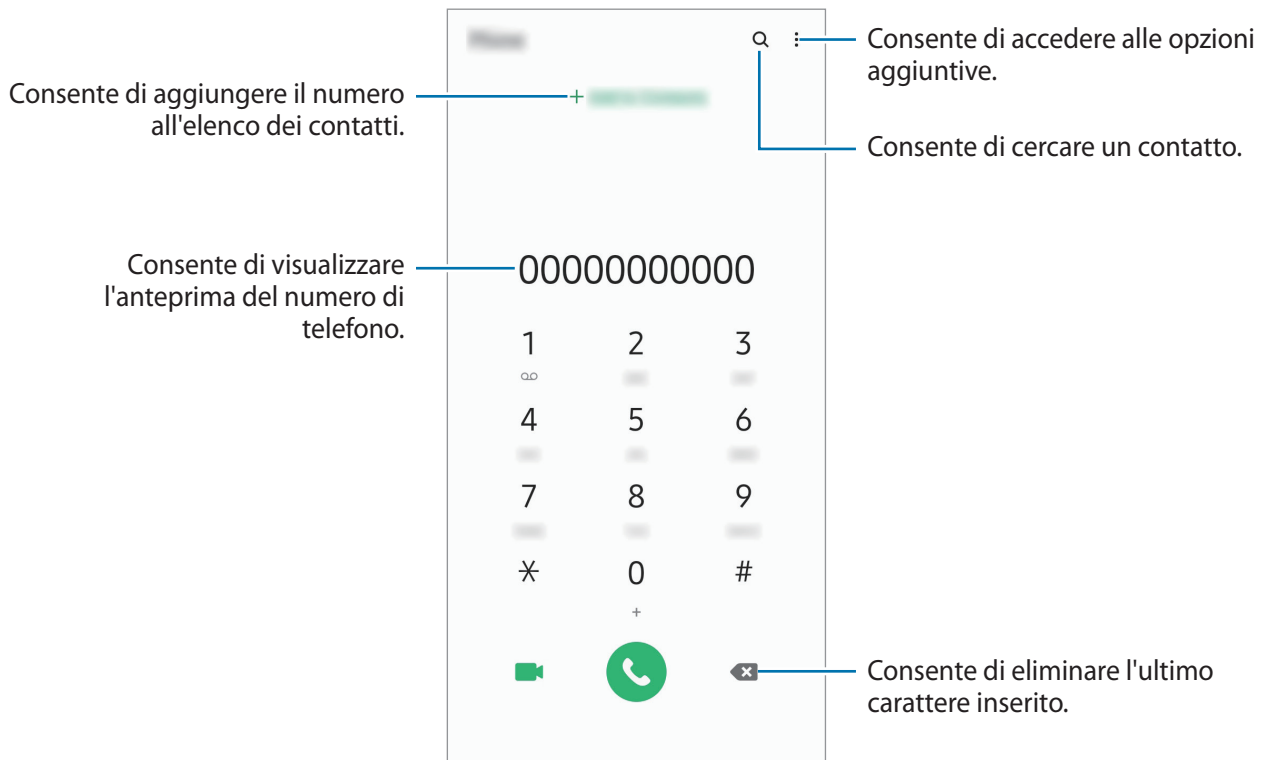 Consente di accedere alle opzioni
aggiuntive.
Consente di aggiungere il numero
all'elenco dei contatti.
+
Consente di cercare un contatto.
Consente di visualizzare
l'anteprima del numero di
telefono.
00000000000
1 2 3
4 5 6
7 8 9
* 0 #
+
Consente di eliminare l'ultimo
carattere inserito.